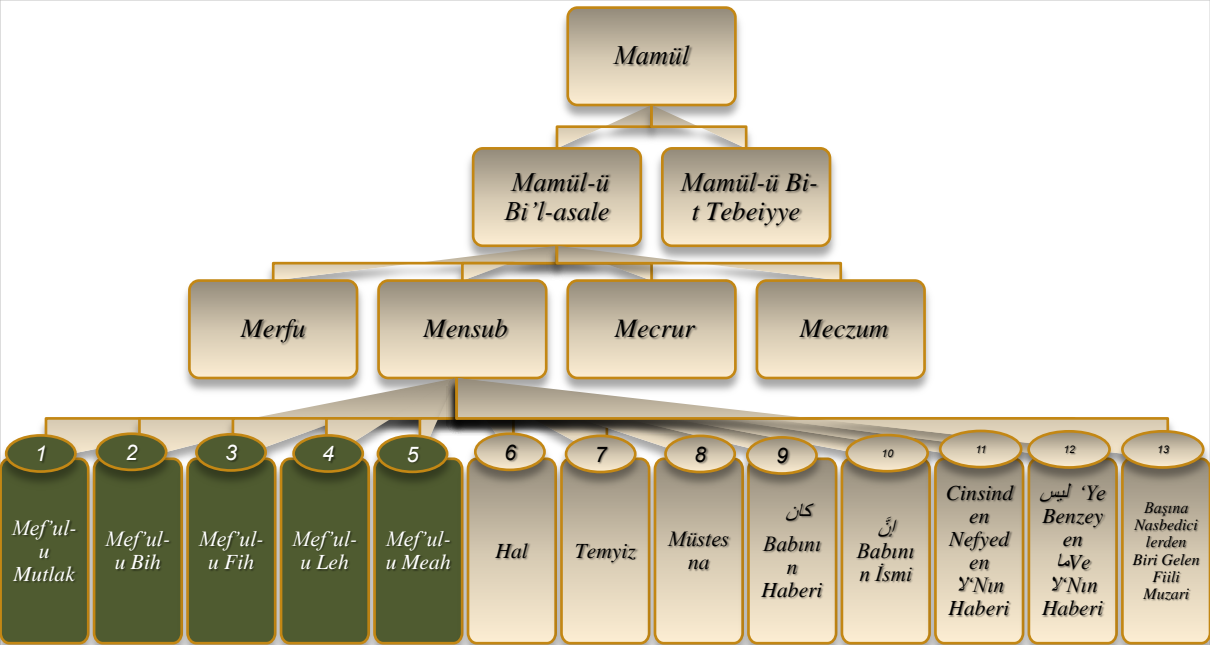 Mamül
Mamül-ü
Bi’l-asale
Mamül-ü Bi-
t Tebeiyye
Merfu
Mensub
Mecrur
Meczum
1
Mef’ul-
u
Mutlak
2
Mef’ul-
u Bih
3
Mef’ul-
u Fih
4
Mef’ul-
u Leh
5
Mef’ul-
u Meah
6
Hal
7
Temyiz
8
Müstes
na
9
كان
Babını
n
Haberi
10
إنَّ
Babını
n İsmi
11
Cinsind
en
Nefyed
en
لا‘Nın
Haberi
12
ليس ‘Ye
Benzey
en
ماVe
لا‘Nın
Haberi
13
Başına
Nasbedici
lerden
Biri Gelen
Fiili
Muzari